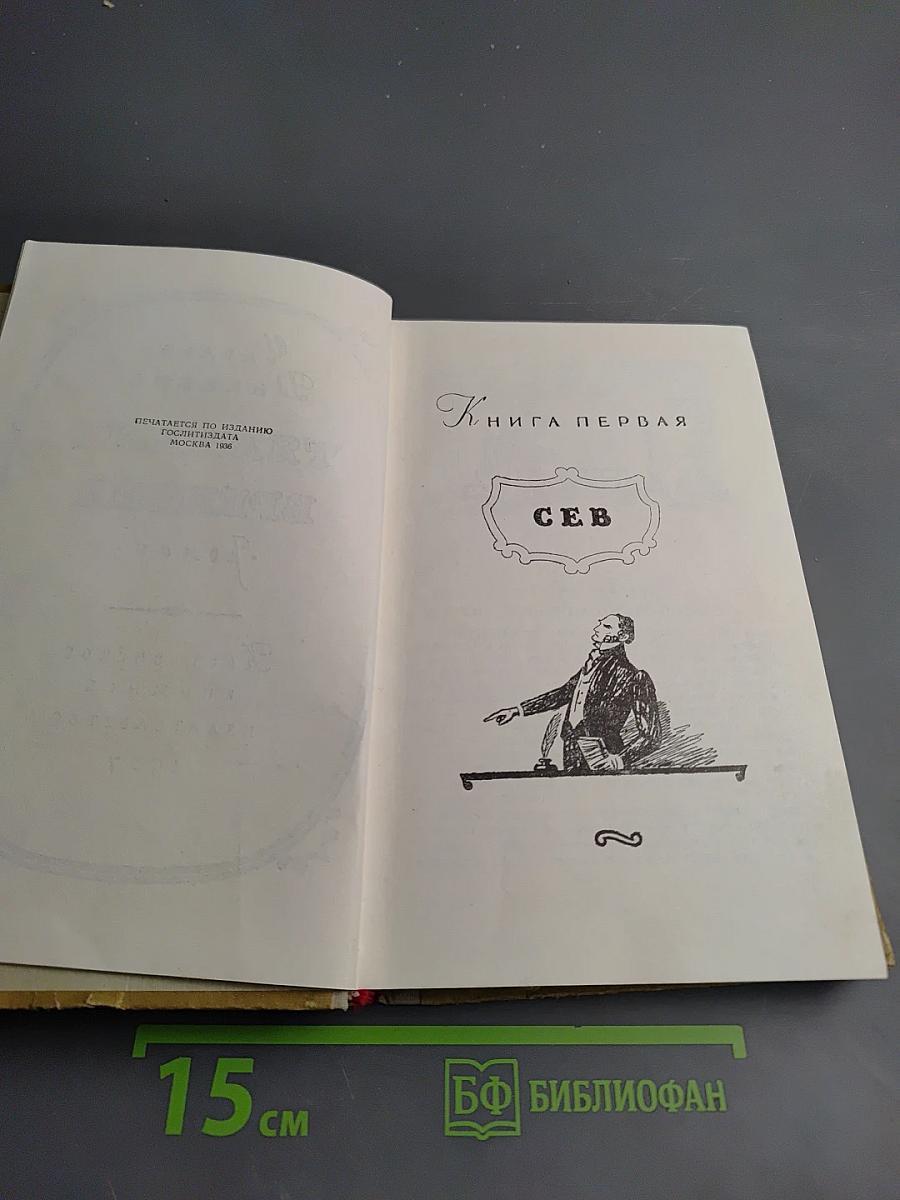 ПЕЧАТАЕТСЯ ПО ИЗДАНИЮ
ГОСЛИТИЗДАТА
МОСКВА 1936
КНИГА ПЕРВАЯ
СЕВ
15 см
БФ БИБЛИОФАН